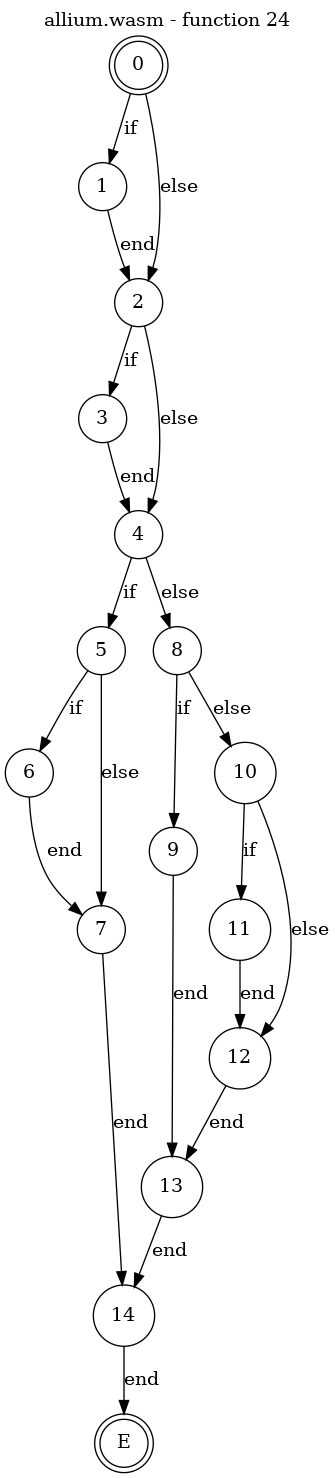 allium.wasm - function 24
0
if
1
else
end
2
if
3
else
end
4
if
else
5
8
if
else
if
else
6
10
end
9
if
7
11
else
end
end
12
end
end
13
end
14
end
E